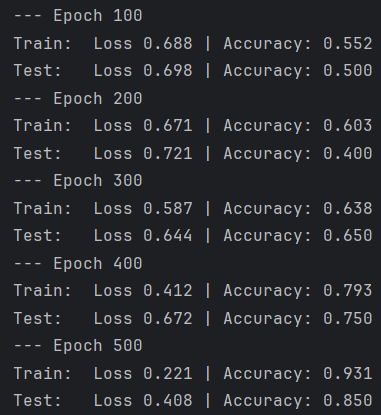 --- Epoch 100
Train:  Loss 0.688 | Accuracy: 0.552
Test:   Loss 0.698 | Accuracy: 0.500
--- Epoch 200
Train:  Loss 0.671 | Accuracy: 0.603
Test:   Loss 0.721 | Accuracy: 0.400
--- Epoch 300
Train:  Loss 0.587 | Accuracy: 0.638
Test:   Loss 0.644 | Accuracy: 0.650
--- Epoch 400
Train:  Loss 0.412 | Accuracy: 0.793
Test:   Loss 0.672 | Accuracy: 0.750
--- Epoch 500
Train:  Loss 0.221 | Accuracy: 0.931
Test:   Loss 0.408 | Accuracy: 0.850